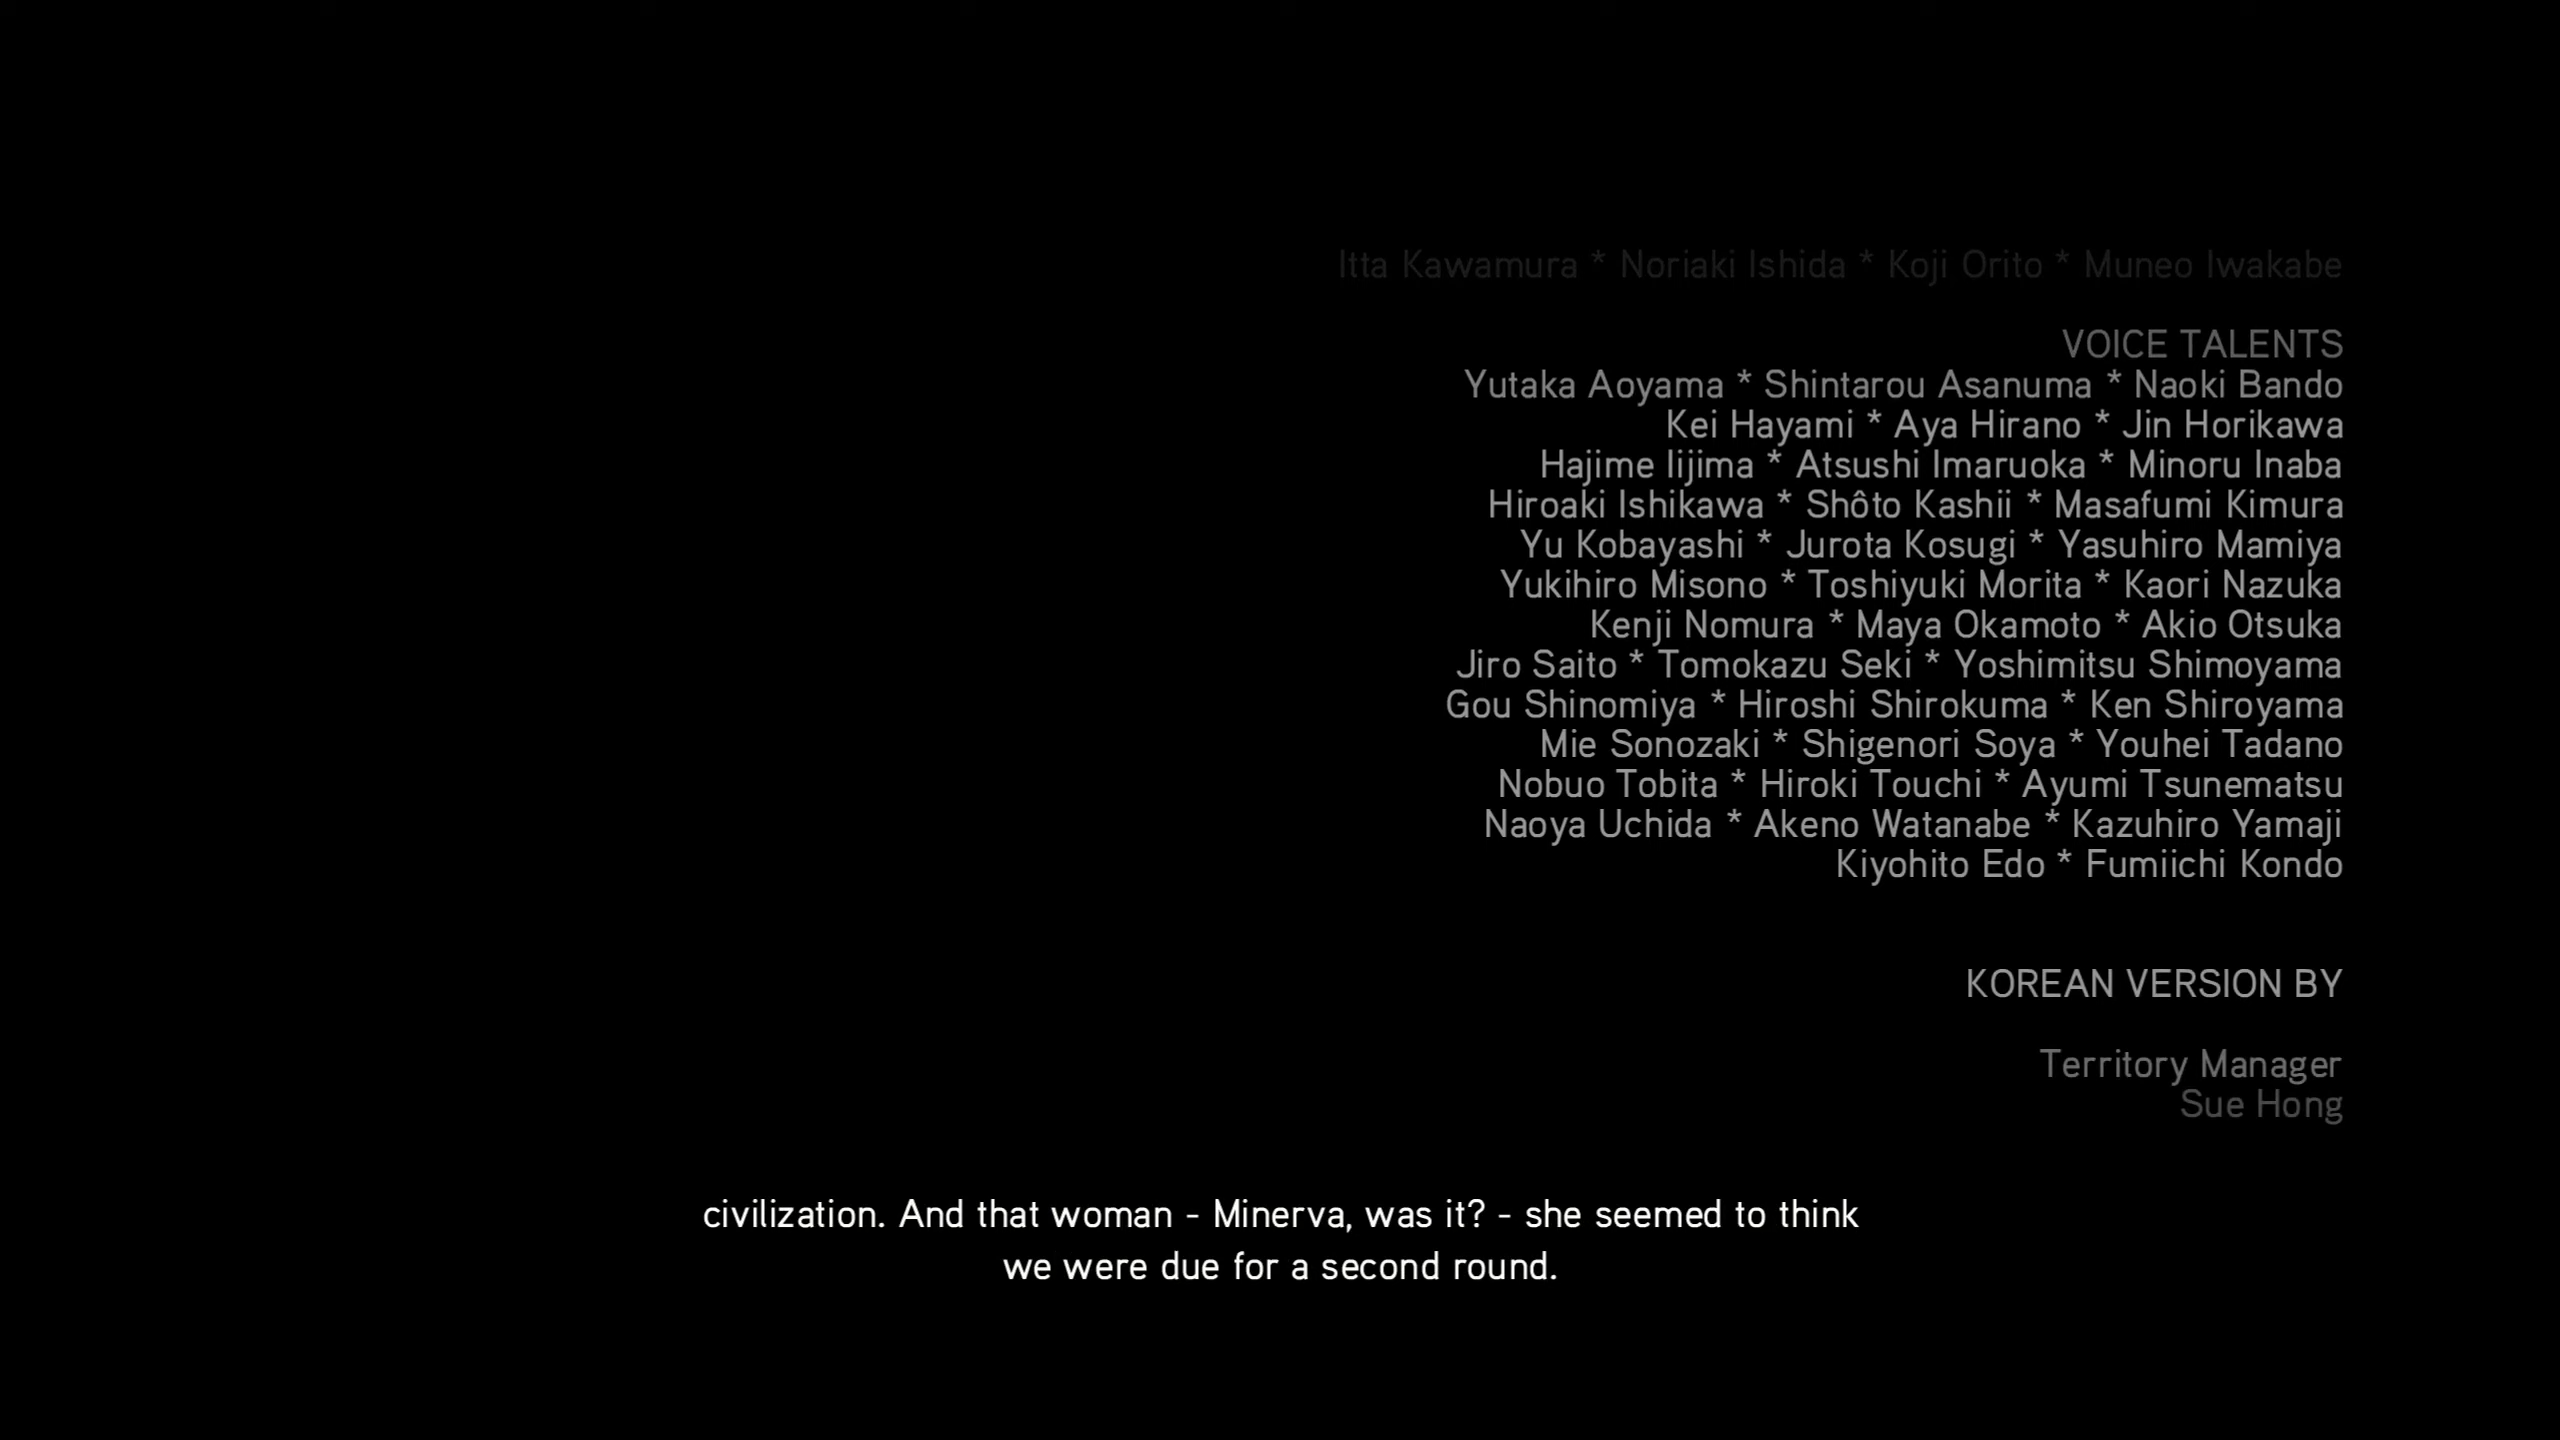 Itta Kawamura * Noriaki Ishida * Koji Orito * Muneo Iwakabe
VOICE TALENTS
Yutaka Aoyama * Shintarou Asanuma * Naoki Bando
Kei Hayami * Aya Hirano * Jin Horikawa
Hajime Iijima * Atsushi Imaruoka * Minoru Inaba
Hiroaki Ishikawa * Shôto Kashii * Masafumi Kimura
Yu Kobayashi * Jurota Kosugi * Yasuhiro Mamiya
Yukihiro Misono * Toshiyuki Morita * Kaori Nazuka
Kenji Nomura * Maya Okamoto * Akio Otsuka
Jiro Saito * Tomokazu Seki * Yoshimitsu Shimoyama
Gou Shinomiya * Hiroshi Shirokuma * Ken Shiroyama
Mie Sonozaki * Shigenori Soya * Youhei Tadano
Nobuo Tobita * Hiroki Touchi * Ayumi Tsunematsu
Naoya Uchida * Akeno Watanabe * Kazuhiro Yamaji
Kiyohito Edo * Fumiichi Kondo
KOREAN VERSION BY
Territory Manager
Sue Hong
civilization. And that woman - Minerva, was it? - she seemed to think
we were due for a second round.